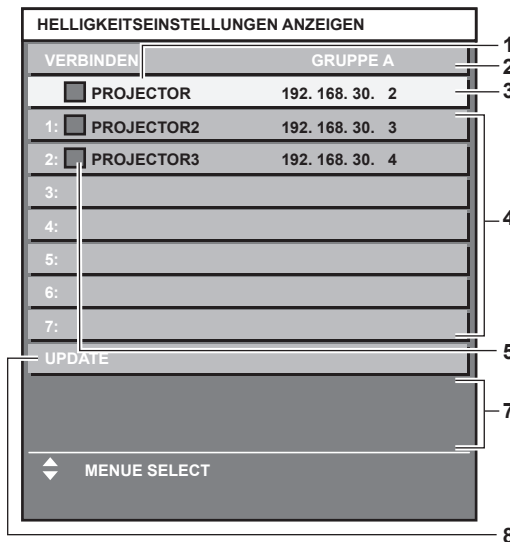 HELLIGKEITSEINSTELLUNGEN ANZEIGEN
VERBINDEN GRUPPE A
PROJECTOR 192. 168. 30. 2
1: PROJECTOR2 192. 168. 30. 3
2: PROJECTOR3 192. 168. 30. 4
3:
4:
5:
6:
7:
UPDATE
MENUE SELECT
1
2
3
4
5
7
8